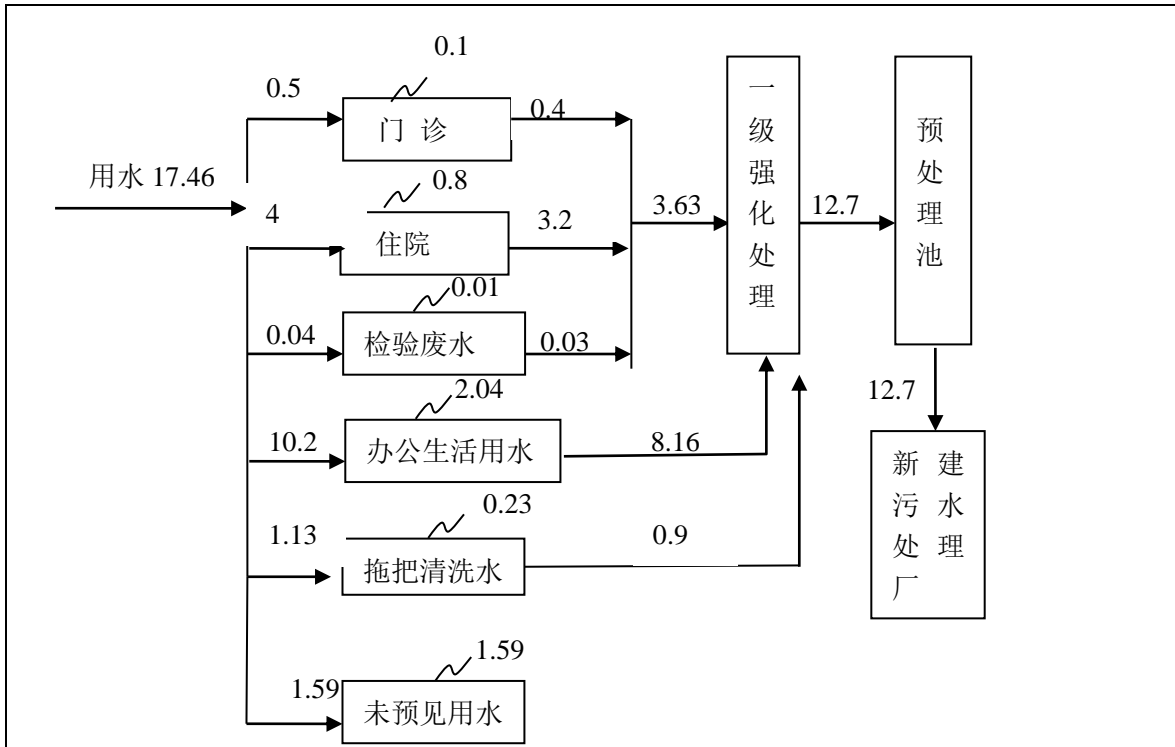 0.1
0.5
门 诊
0.4
用水 17.46
4
0.8
住院
3.2
3.63
一级强化处理
12.7
预处理池
0.01
0.04
检验废水
0.03
2.04
10.2
办公生活用水
8.16
12.7
0.23
1.13
拖把清洗水
0.9
新 建
污 水
处 理
厂
1.59
1.59
未预见用水